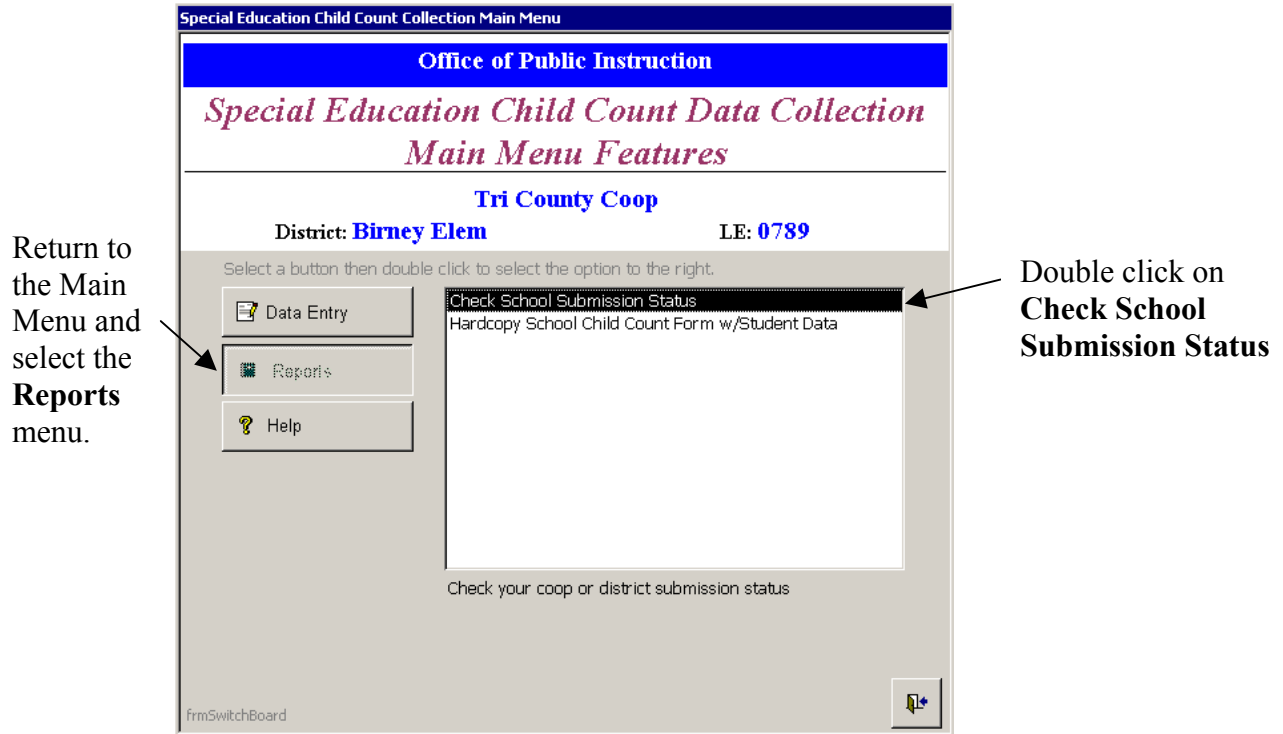 Special Education Child Count Collection Main Menu
Office of Public Instruction
Special Education Child Count Data Collection
Main Menu Features
Tri County Coop
District: Birney Elem LE: 0789
Select a button then double click to select the option to the right.
Return to
the Main
Menu and
select the
Reports
menu.
Data Entry
Reports
Help
Check School Submission Status
Hardcopy School Child Count Form w/Student Data
Double click on
Check School
Submission Status
Check your coop or district submission status
frmSwitchBoard